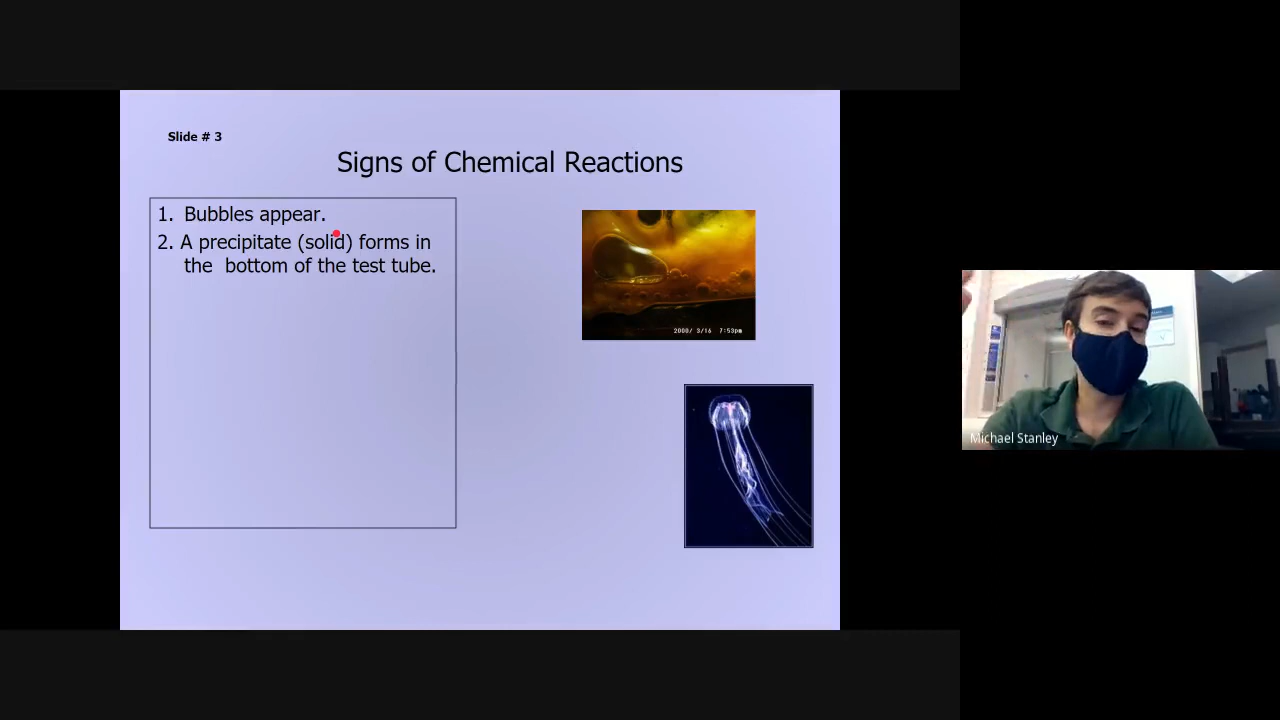 Slide # 3
Signs of Chemical Reactions
1. Bubbles appear.
2. A precipitate (solid) forms in
the bottom of the test tube.
2000/ 3/16 7:53pm
Michael Stanley